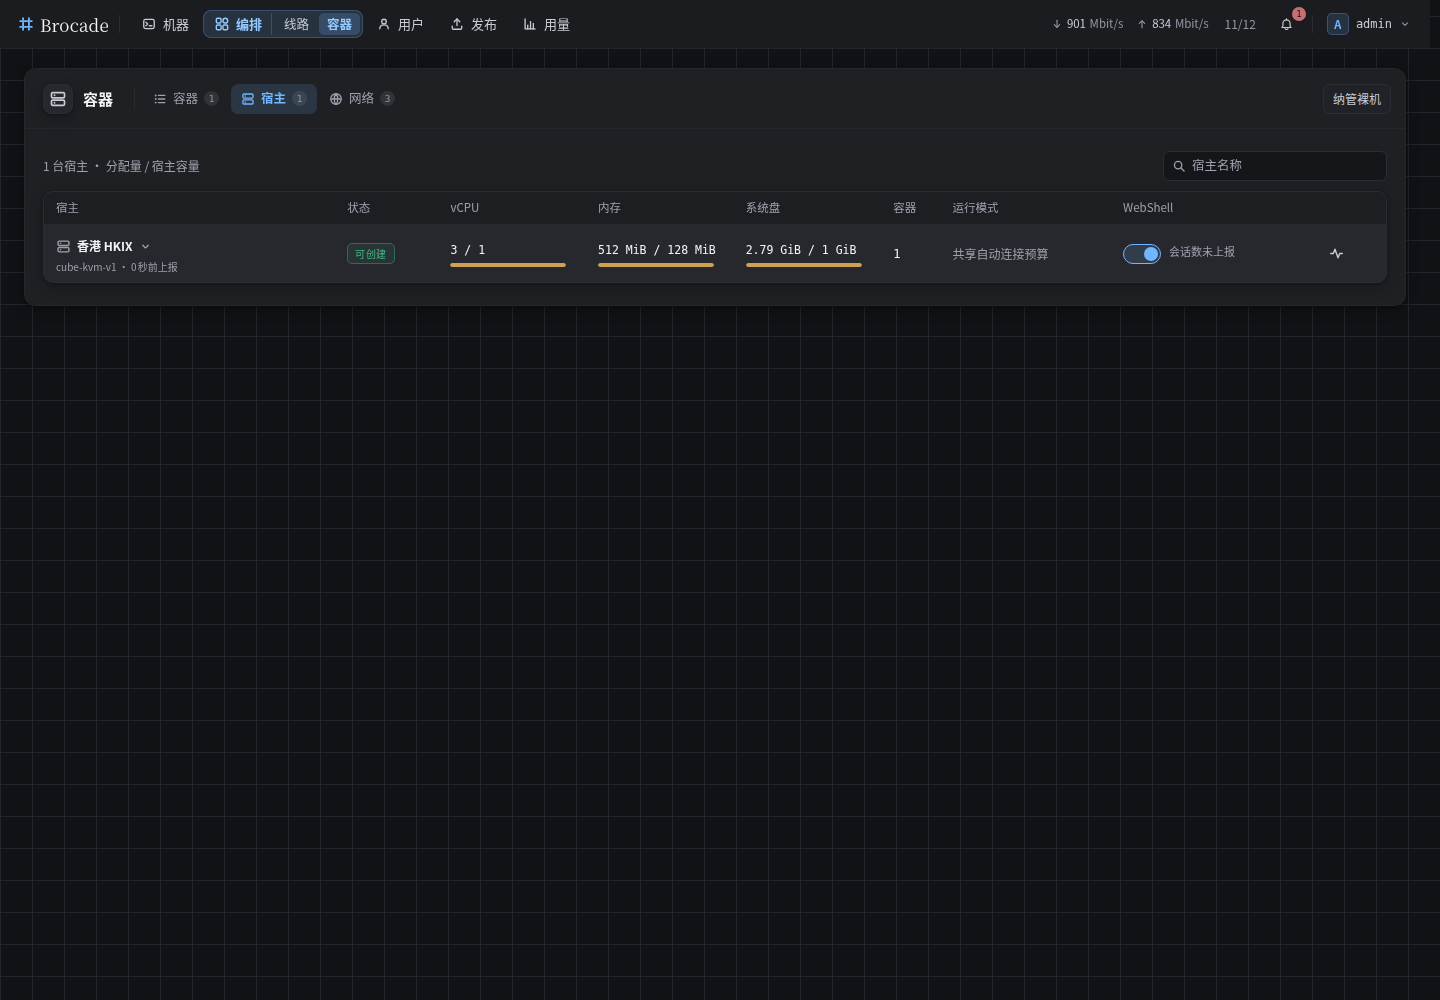 Brocade
机器
编排
线路
容器
用户
发布
用量
↓ 901 Mbit/s
↑ 834 Mbit/s
11/12
1
A
admin
容器
容器 1
宿主 1
网络 3
纳管裸机
1 台宿主 · 分配量 / 宿主容量
宿主名称
宿主 状态 vCPU 内存 系统盘 容器 运行模式 WebShell
香港 HKIX
cube-kvm-v1 · 0秒前上报
可创建
3 / 1
512 MiB / 128 MiB
2.79 GiB / 1 GiB
1
共享自动连接预算
会话数未上报